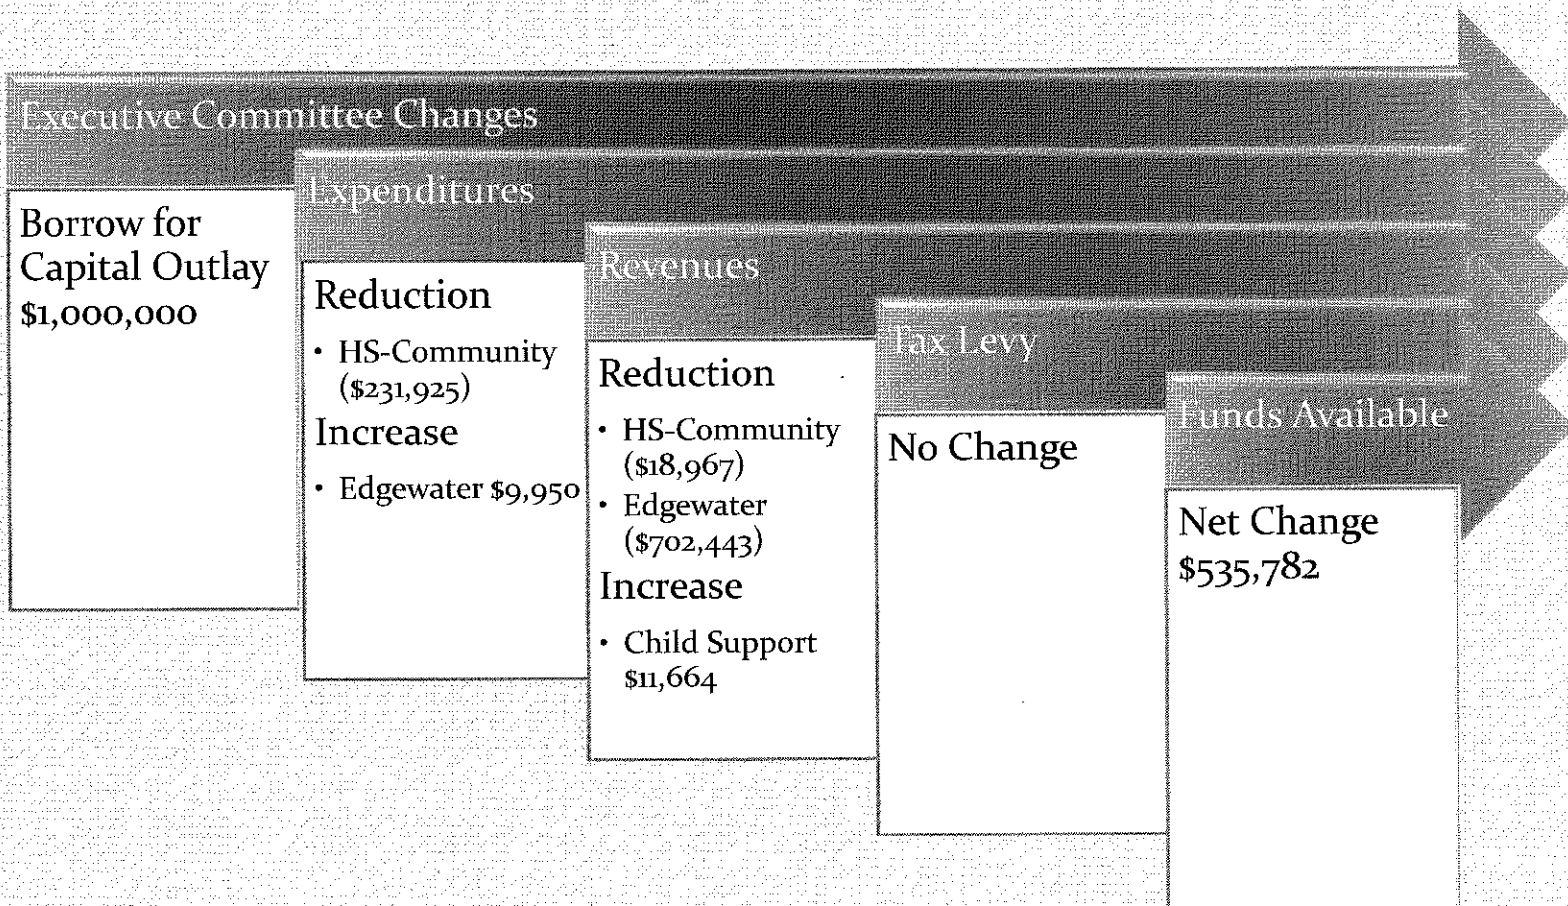 Executive Committee Changes
Borrow for
Capital Outlay
$1,000,000
Expenditures
Reduction
• HS-Community
($231,925)
Increase
• Edgewater $9,950
Revenues
Reduction
• HS-Community
($18,967)
• Edgewater
($702,443)
Increase
• Child Support
$11,664
Tax Levy
No Change
Funds Available
Net Change
$535,782